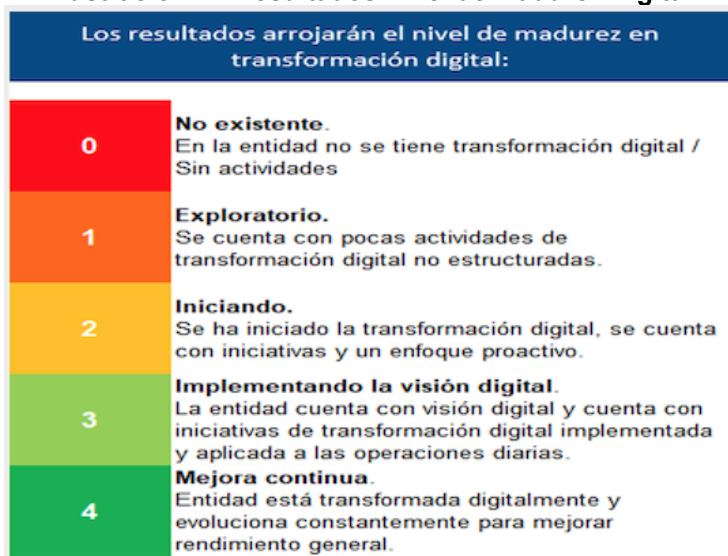 Los resultados arrojarán el nivel de madurez en
transformación digital:
0
No existente.
En la entidad no se tiene transformación digital /
Sin actividades
1
Exploratorio.
Se cuenta con pocas actividades de
transformación digital no estructuradas.
2
Iniciando.
Se ha iniciado la transformación digital, se cuenta
con iniciativas y un enfoque proactivo.
3
Implementando la visión digital.
La entidad cuenta con visión digital y cuenta con
iniciativas de transformación digital implementada
y aplicada a las operaciones diarias.
4
Mejora continua.
Entidad está transformada digitalmente y
evoluciona constantemente para mejorar
rendimiento general.